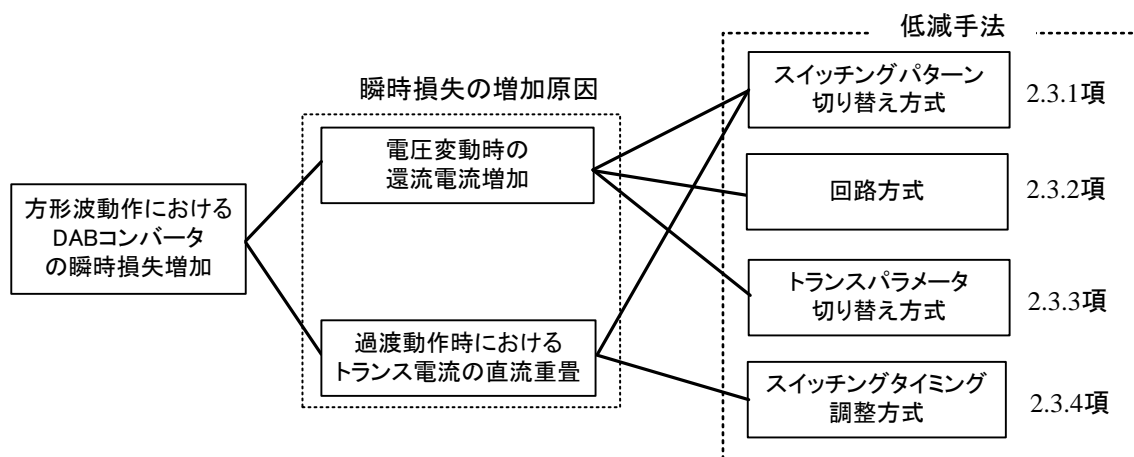 低減手法
瞬時損失の増加原因
方形波動作における
DABコンバータ
の瞬時損失増加
電圧変動時の
還流電流増加
過渡動作時における
トランス電流の直流重畳
スイッチングパターン
切り替え方式
2.3.1項
回路方式
2.3.2項
トランスパラメータ
切り替え方式
2.3.3項
スイッチングタイミング
調整方式
2.3.4項